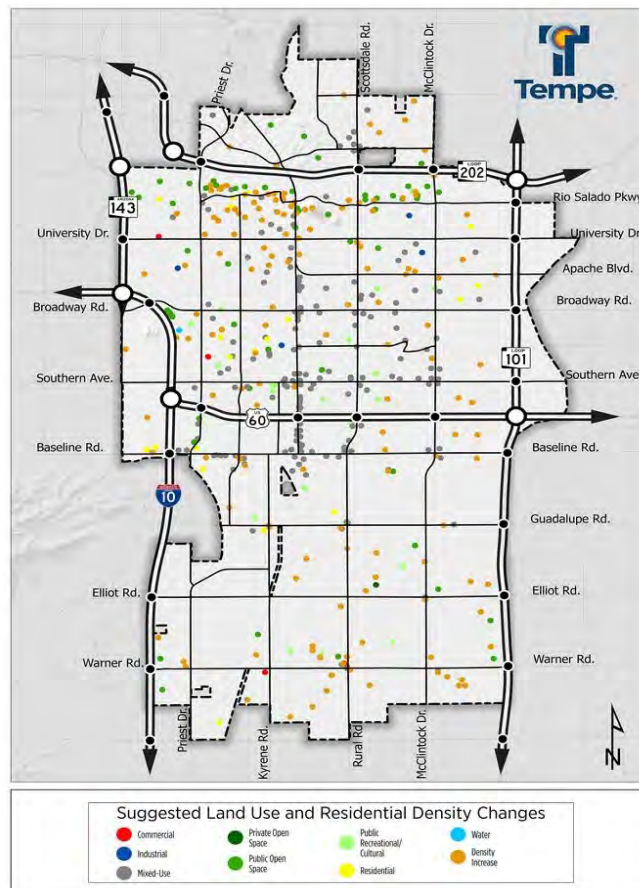 Tempe
Priest Dr.
Scottsdale Rd.
McClintock Dr.
LOOP
202
ARIZONA
143
Rio Salado Pkwy
University Dr.
University Dr
Apache Blvd.
Broadway Rd.
Broadway Rd.
LOOP
101
Southern Ave.
Southern Ave
US
60
Baseline Rd.
Baseline Rd.
10
Guadalupe Rd.
Elliot Rd.
Elliot Rd.
Warner Rd.
Warner Rd.
Priest Dr.
Kyrene Rd.
Rural Rd
McClintock Dr.
N
Suggested Land Use and Residential Density Changes
Commercial
Industrial
Mixed-Use
Private Open
Space
Public Open
Space
Public
Recreational/
Cultural
Residential
Water
Density
Increase